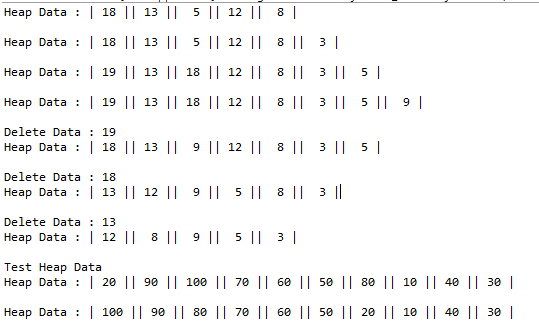 Heap Data : | 18 || 13 || 5 || 12 || 8 |
Heap Data : | 18 || 13 || 5 || 12 || 8 || 3 |
Heap Data : | 19 || 13 || 18 || 12 || 8 || 3 || 5 |
Heap Data : | 19 || 13 || 18 || 12 || 8 || 3 || 5 || 9 |
Delete Data : 19
Heap Data : | 18 || 13 || 9 || 12 || 8 || 3 || 5 |
Delete Data : 18
Heap Data : | 13 || 12 || 9 || 5 || 8 || 3 |
Delete Data : 13
Heap Data : | 12 || 8 || 9 || 5 || 3 |
Test Heap Data
Heap Data : | 20 || 90 || 100 || 70 || 60 || 50 || 80 || 10 || 40 || 30 |
Heap Data : | 100 || 90 || 80 || 70 || 60 || 50 || 20 || 10 || 40 || 30 |